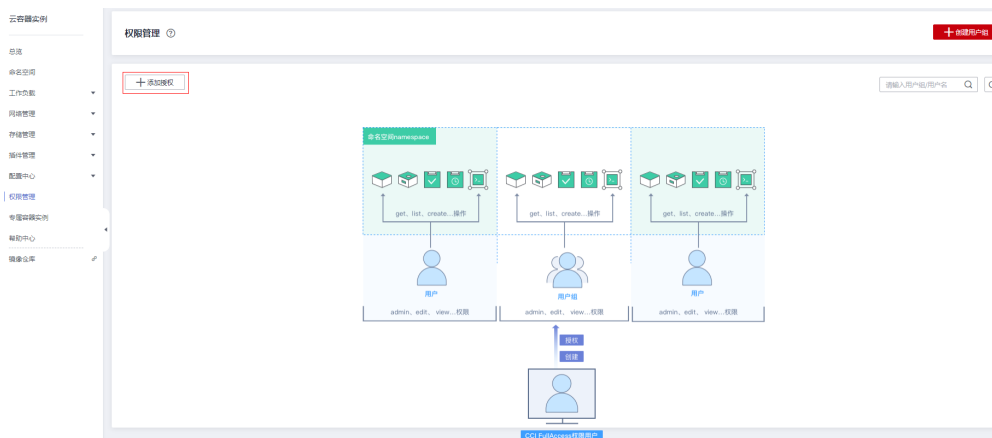 云容器实例
总览
命名空间
工作负载
网络管理
存储管理
插件管理
配置中心
权限管理
专属容器实例
帮助中心
镜像仓库
权限管理
创建用户组
添加授权
请输入用户组/用户名
命名空间namespace
get、list、create...操作
get、list、create...操作
get、list、create...操作
用户
用户组
用户
admin、edit、view...权限
admin、edit、view...权限
admin、edit、view...权限
授权
创建
CCI FullAccess权限用户